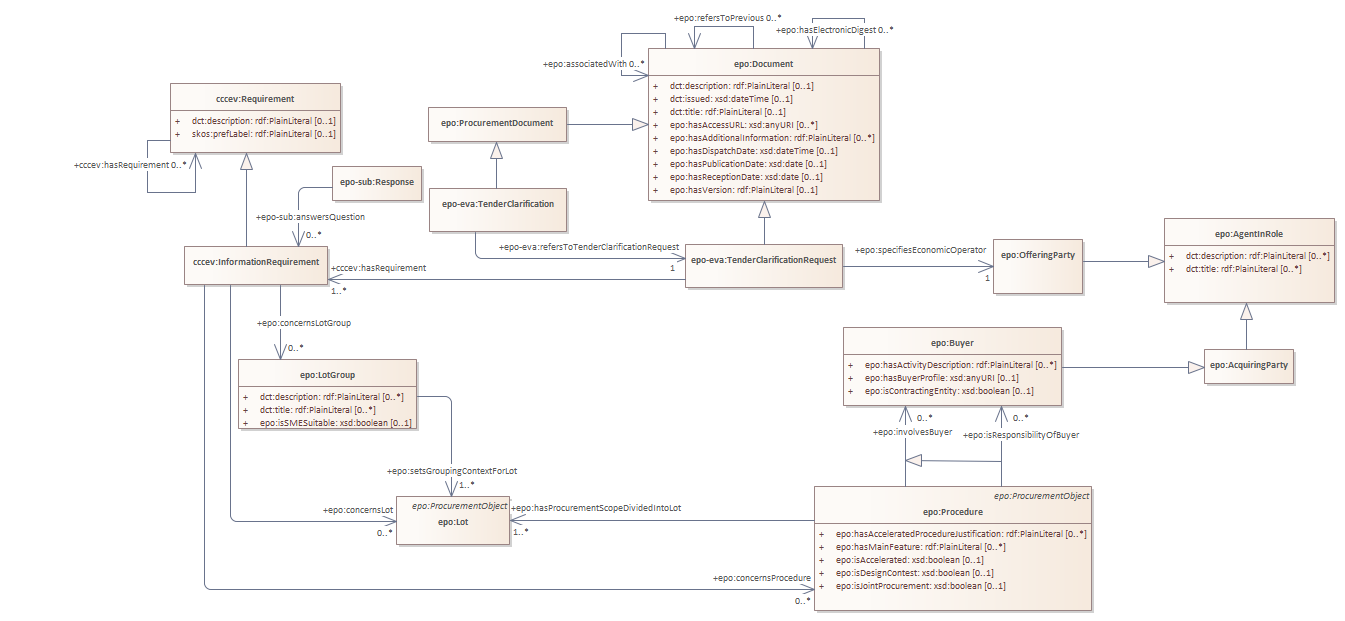 +epo:refersToPrevious 0..*
+epo:hasElectronicDigest 0..*
+epo:associatedWith 0..*
epo:Document
+ dct:description: rdf:PlainLiteral [0..1]
+ dct:issued: xsd:dateTime [0..1]
+ dct:title: rdf:PlainLiteral [0..1]
+ epo:hasAccessURL: xsd:anyURI [0..*]
+ epo:hasAdditionalInformation: rdf:PlainLiteral [0..*]
+ epo:hasDispatchDate: xsd:dateTime [0..1]
+ epo:hasPublicationDate: xsd:date [0..1]
+ epo:hasReceptionDate: xsd:date [0..1]
+ epo:hasVersion: rdf:PlainLiteral [0..1]
cccev:Requirement
+ dct:description: rdf:PlainLiteral [0..1]
+ skos:prefLabel: rdf:PlainLiteral [0..1]
+cccev:hasRequirement 0..*
epo:ProcurementDocument
epo-sub:Response
epo-eva:TenderClarification
+epo-sub:answersQuestion
0..*
+epo-eva:refersToTenderClarificationRequest
1
cccev:InformationRequirement
+cccev:hasRequirement
1..*
epo-eva:TenderClarificationRequest
+epo:specifiesEconomicOperator
1
epo:OfferingParty
epo:AgentInRole
+ dct:description: rdf:PlainLiteral [0..*]
+ dct:title: rdf:PlainLiteral [0..*]
+epo:concernsLotGroup
0..*
epo:Buyer
+ epo:hasActivityDescription: rdf:PlainLiteral [0..*]
+ epo:hasBuyerProfile: xsd:anyURI [0..1]
+ epo:isContractingEntity: xsd:boolean [0..1]
epo:AcquiringParty
epo:LotGroup
+ dct:description: rdf:PlainLiteral [0..*]
+ dct:title: rdf:PlainLiteral [0..*]
+ epo:isSMESuitable: xsd:boolean [0..1]
0..*
0..*
+epo:involvesBuyer
+epo:isResponsibilityOfBuyer
+epo:setsGroupingContextForLot
1..*
epo:ProcurementObject
epo:Lot
+epo:concernsLot
0..*
+epo:hasProcurementScopeDividedIntoLot
1..*
epo:ProcurementObject
epo:Procedure
+ epo:hasAcceleratedProcedureJustification: rdf:PlainLiteral [0..*]
+ epo:hasMainFeature: rdf:PlainLiteral [0..*]
+ epo:isAccelerated: xsd:boolean [0..1]
+ epo:isDesignContest: xsd:boolean [0..1]
+ epo:isJointProcurement: xsd:boolean [0..1]
+epo:concernsProcedure
0..*